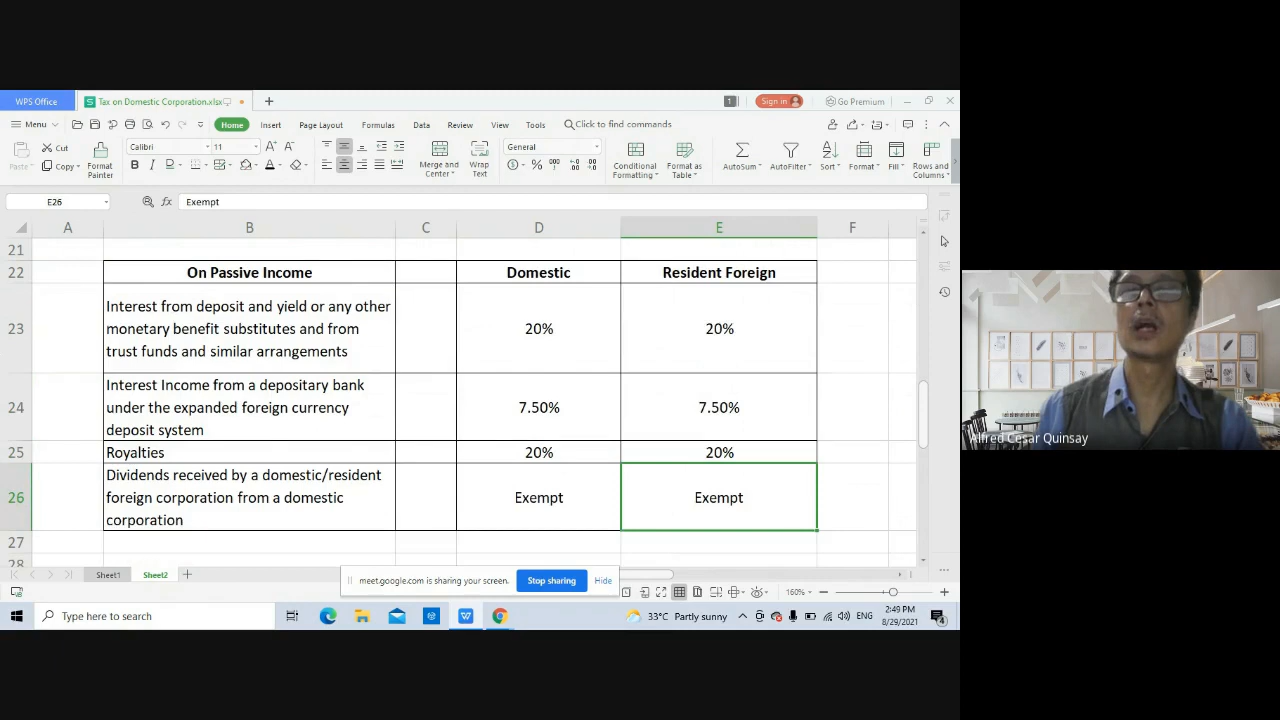 WPS Office
Tax on Domestic Corporation.xlsx
1
Sign in
Go Premium
Menu
Home
Insert
Page Layout
Formulas
Data
Review
View
Tools
Click to find commands
Paste
Cut
Copy
Format Painter
Calibri
11
B I U A
Merge and Center
Wrap Text
General
Conditional Formatting
Format as Table
AutoSum
AutoFilter
Sort
Format
Fill
Rows and Columns
E26
fx
Exempt
A B C D E F
21
22 On Passive Income Domestic Resident Foreign
Interest from deposit and yield or any other
23 monetary benefit substitutes and from 20% 20%
trust funds and similar arrangements
Interest Income from a depositary bank
24 under the expanded foreign currency 7.50% 7.50%
deposit system
25 Royalties 20% 20%
Dividends received by a domestic/resident
26 foreign corporation from a domestic Exempt Exempt
corporation
27
28
Sheet1
Sheet2
meet.google.com is sharing your screen.
Stop sharing
Hide
160%
Type here to search
33°C Partly sunny
ENG
2:49 PM
8/29/2021
4
Alfred Cesar Quinsay